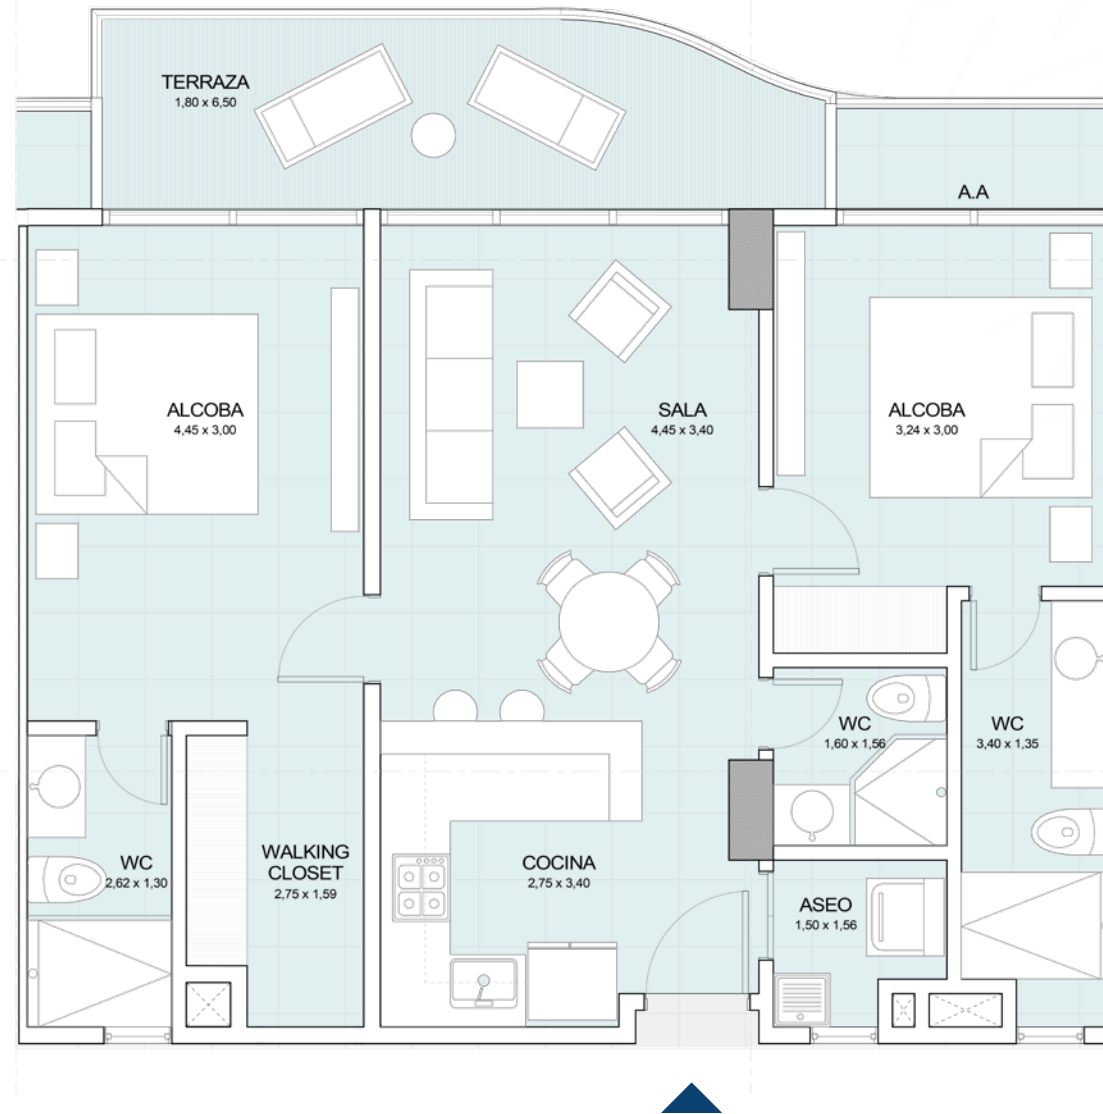 TERRAZA
1,80 x 6,50
A.A
ALCOBA
4,45 x 3,00
SALA
4,45 x 3,40
ALCOBA
3,24 x 3,00
WC
1,60 x 1,56
WC
3,40 x 1,35
WC
2,62 x 1,30
WALKING
CLOSET
2,75 x 1,59
COCINA
2,75 x 3,40
ASEO
1,50 x 1,56